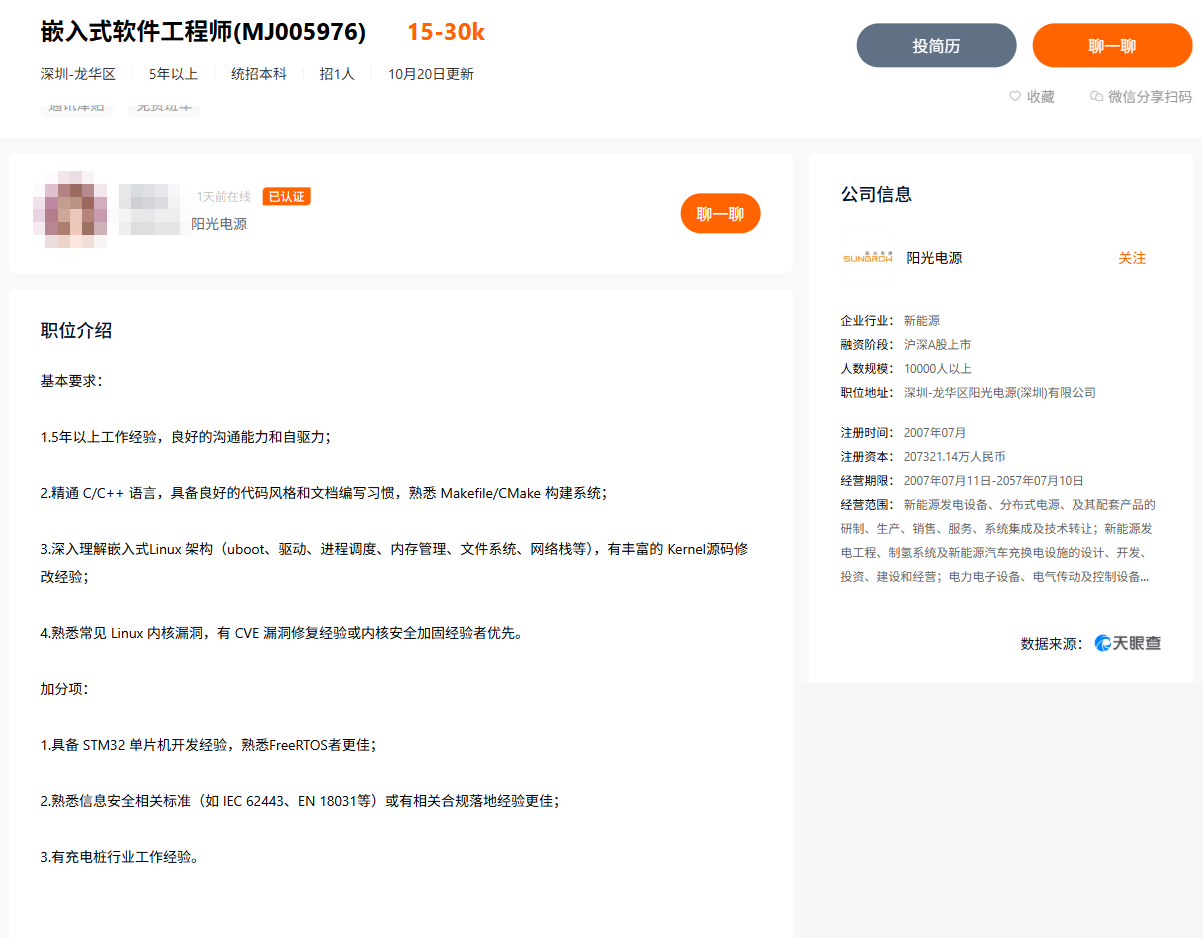 嵌入式软件工程师(MJ005976) 15-30k
投简历
聊一聊
深圳-龙华区 5年以上 统招本科 招1人 10月20日更新
收藏 微信分享扫码
通讯津贴 免费班车
1天前在线 已认证
阳光电源
聊一聊
职位介绍
基本要求：
1.5年以上工作经验，良好的沟通能力和自驱力；
2.精通 C/C++ 语言，具备良好的代码风格和文档编写习惯，熟悉 Makefile/CMake 构建系统；
3.深入理解嵌入式Linux 架构（uboot、驱动、进程调度、内存管理、文件系统、网络栈等），有丰富的 Kernel源码修
改经验；
4.熟悉常见 Linux 内核漏洞，有 CVE 漏洞修复经验或内核安全加固经验者优先。
加分项：
1.具备 STM32 单片机开发经验，熟悉FreeRTOS者更佳；
2.熟悉信息安全相关标准（如 IEC 62443、EN 18031等）或有相关合规落地经验更佳；
3.有充电桩行业工作经验。
公司信息
阳光电源
SUNGROW
阳光电源
关注
企业行业： 新能源
融资阶段： 沪深A股上市
人数规模： 10000人以上
职位地址： 深圳-龙华区阳光电源(深圳)有限公司
注册时间： 2007年07月
注册资本： 207321.14万人民币
经营期限： 2007年07月11日-2057年07月10日
经营范围： 新能源发电设备、分布式电源、及其配套产品的
研制、生产、销售、服务、系统集成及技术转让；新能源发
电工程、制氢系统及新能源汽车充换电设施的设计、开发、
投资、建设和经营；电力电子设备、电气传动及控制设备...
数据来源： 天眼查